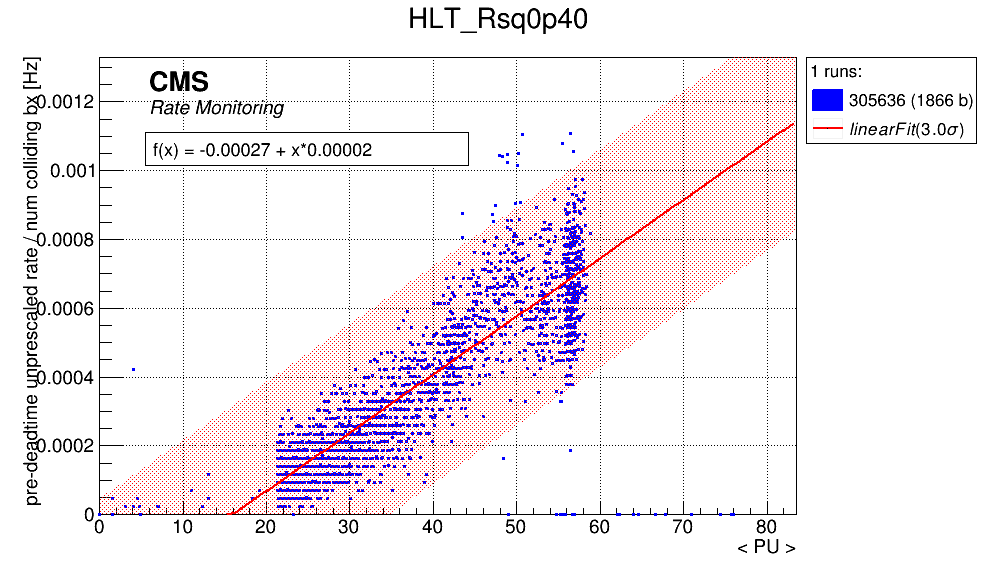 HLT_Rsq0p40
pre-deadtime unprescaled rate / num colliding bx [Hz]
CMS
Rate Monitoring
f(x) = -0.00027 + x*0.00002
1 runs:
305636 (1866 b)
linearFit(3.0σ)
0.0012
0.001
0.0008
0.0006
0.0004
0.0002
0
0 10 20 30 40 50 60 70 80
< PU >